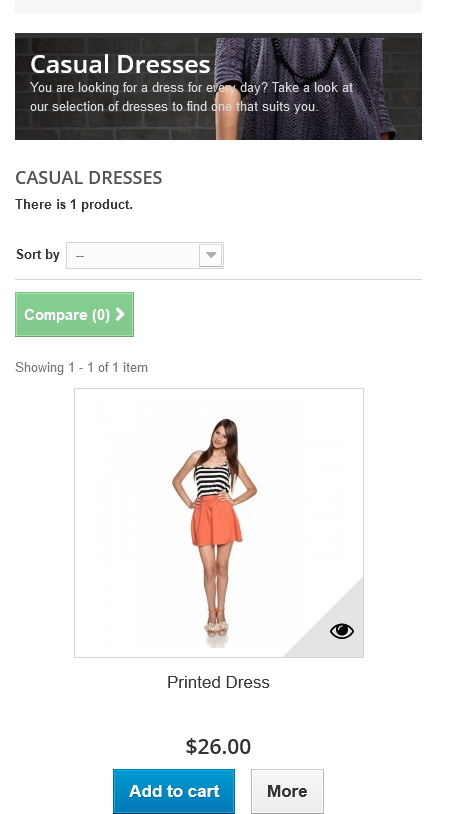 Casual Dresses
You are looking for a dress for every day? Take a look at
our selection of dresses to find one that suits you.
CASUAL DRESSES
There is 1 product.
Sort by --
Compare (0)
Showing 1 - 1 of 1 item
Printed Dress
$26.00
Add to cart More